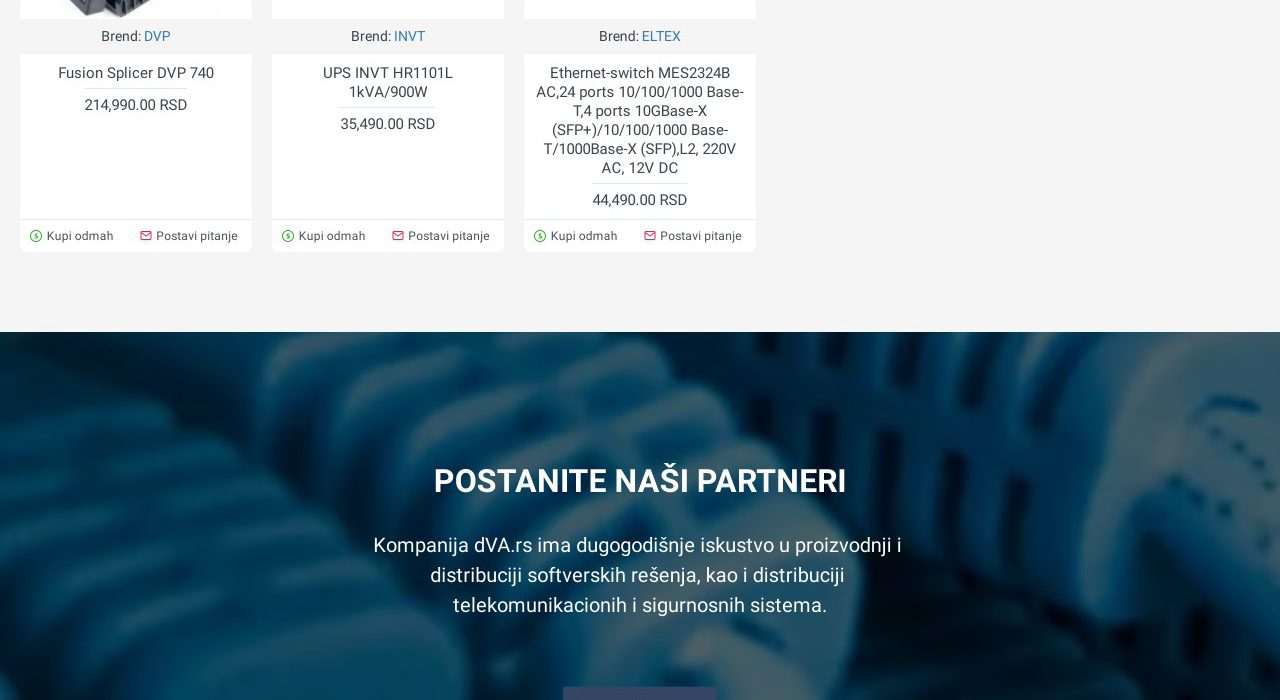 Brend: DVP
Fusion Splicer DVP 740
214,990.00 RSD
Kupi odmah
Postavi pitanje
Brend: INVT
UPS INVT HR1101L
1kVA/900W
35,490.00 RSD
Kupi odmah
Postavi pitanje
Brend: ELTEX
Ethernet-switch MES2324B
AC,24 ports 10/100/1000 Base-
T,4 ports 10GBase-X
(SFP+)/10/100/1000 Base-
T/1000Base-X (SFP),L2, 220V
AC, 12V DC
44,490.00 RSD
Kupi odmah
Postavi pitanje
POSTANITE NAŠI PARTNERI
Kompanija dVA.rs ima dugogodišnje iskustvo u proizvodnji i
distribuciji softverskih rešenja, kao i distribuciji
telekomunikacionih i sigurnosnih sistema.